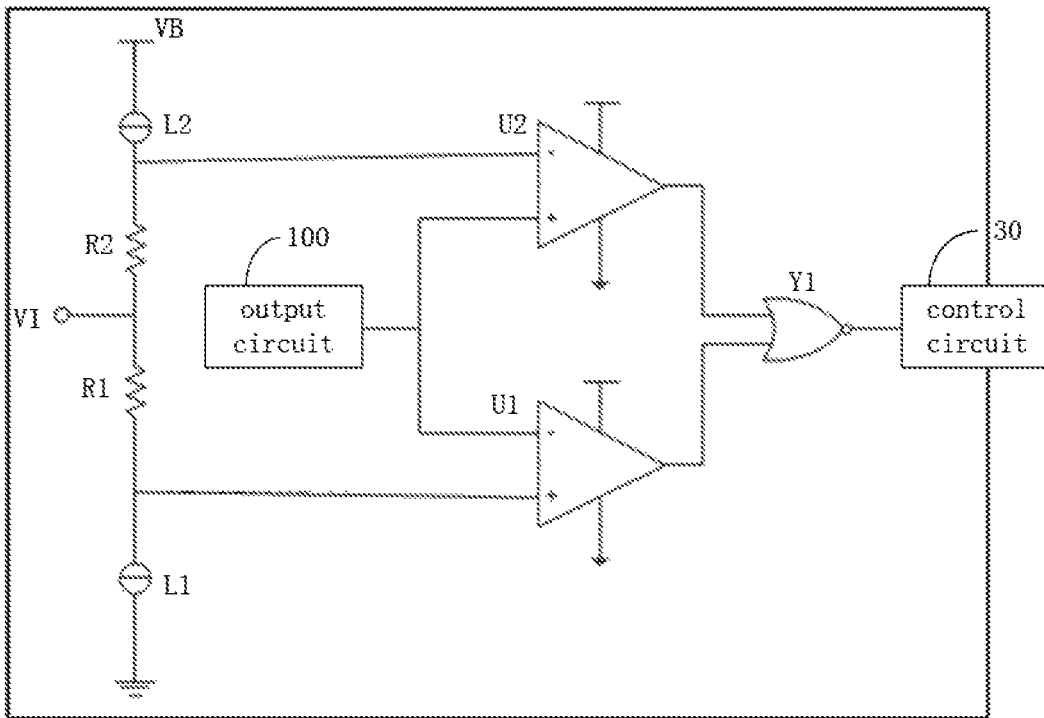 VB
L2
U2
-
+
R2
100
output
circuit
VI
Y1
30
control
circuit
R1
U1
-
+
L1